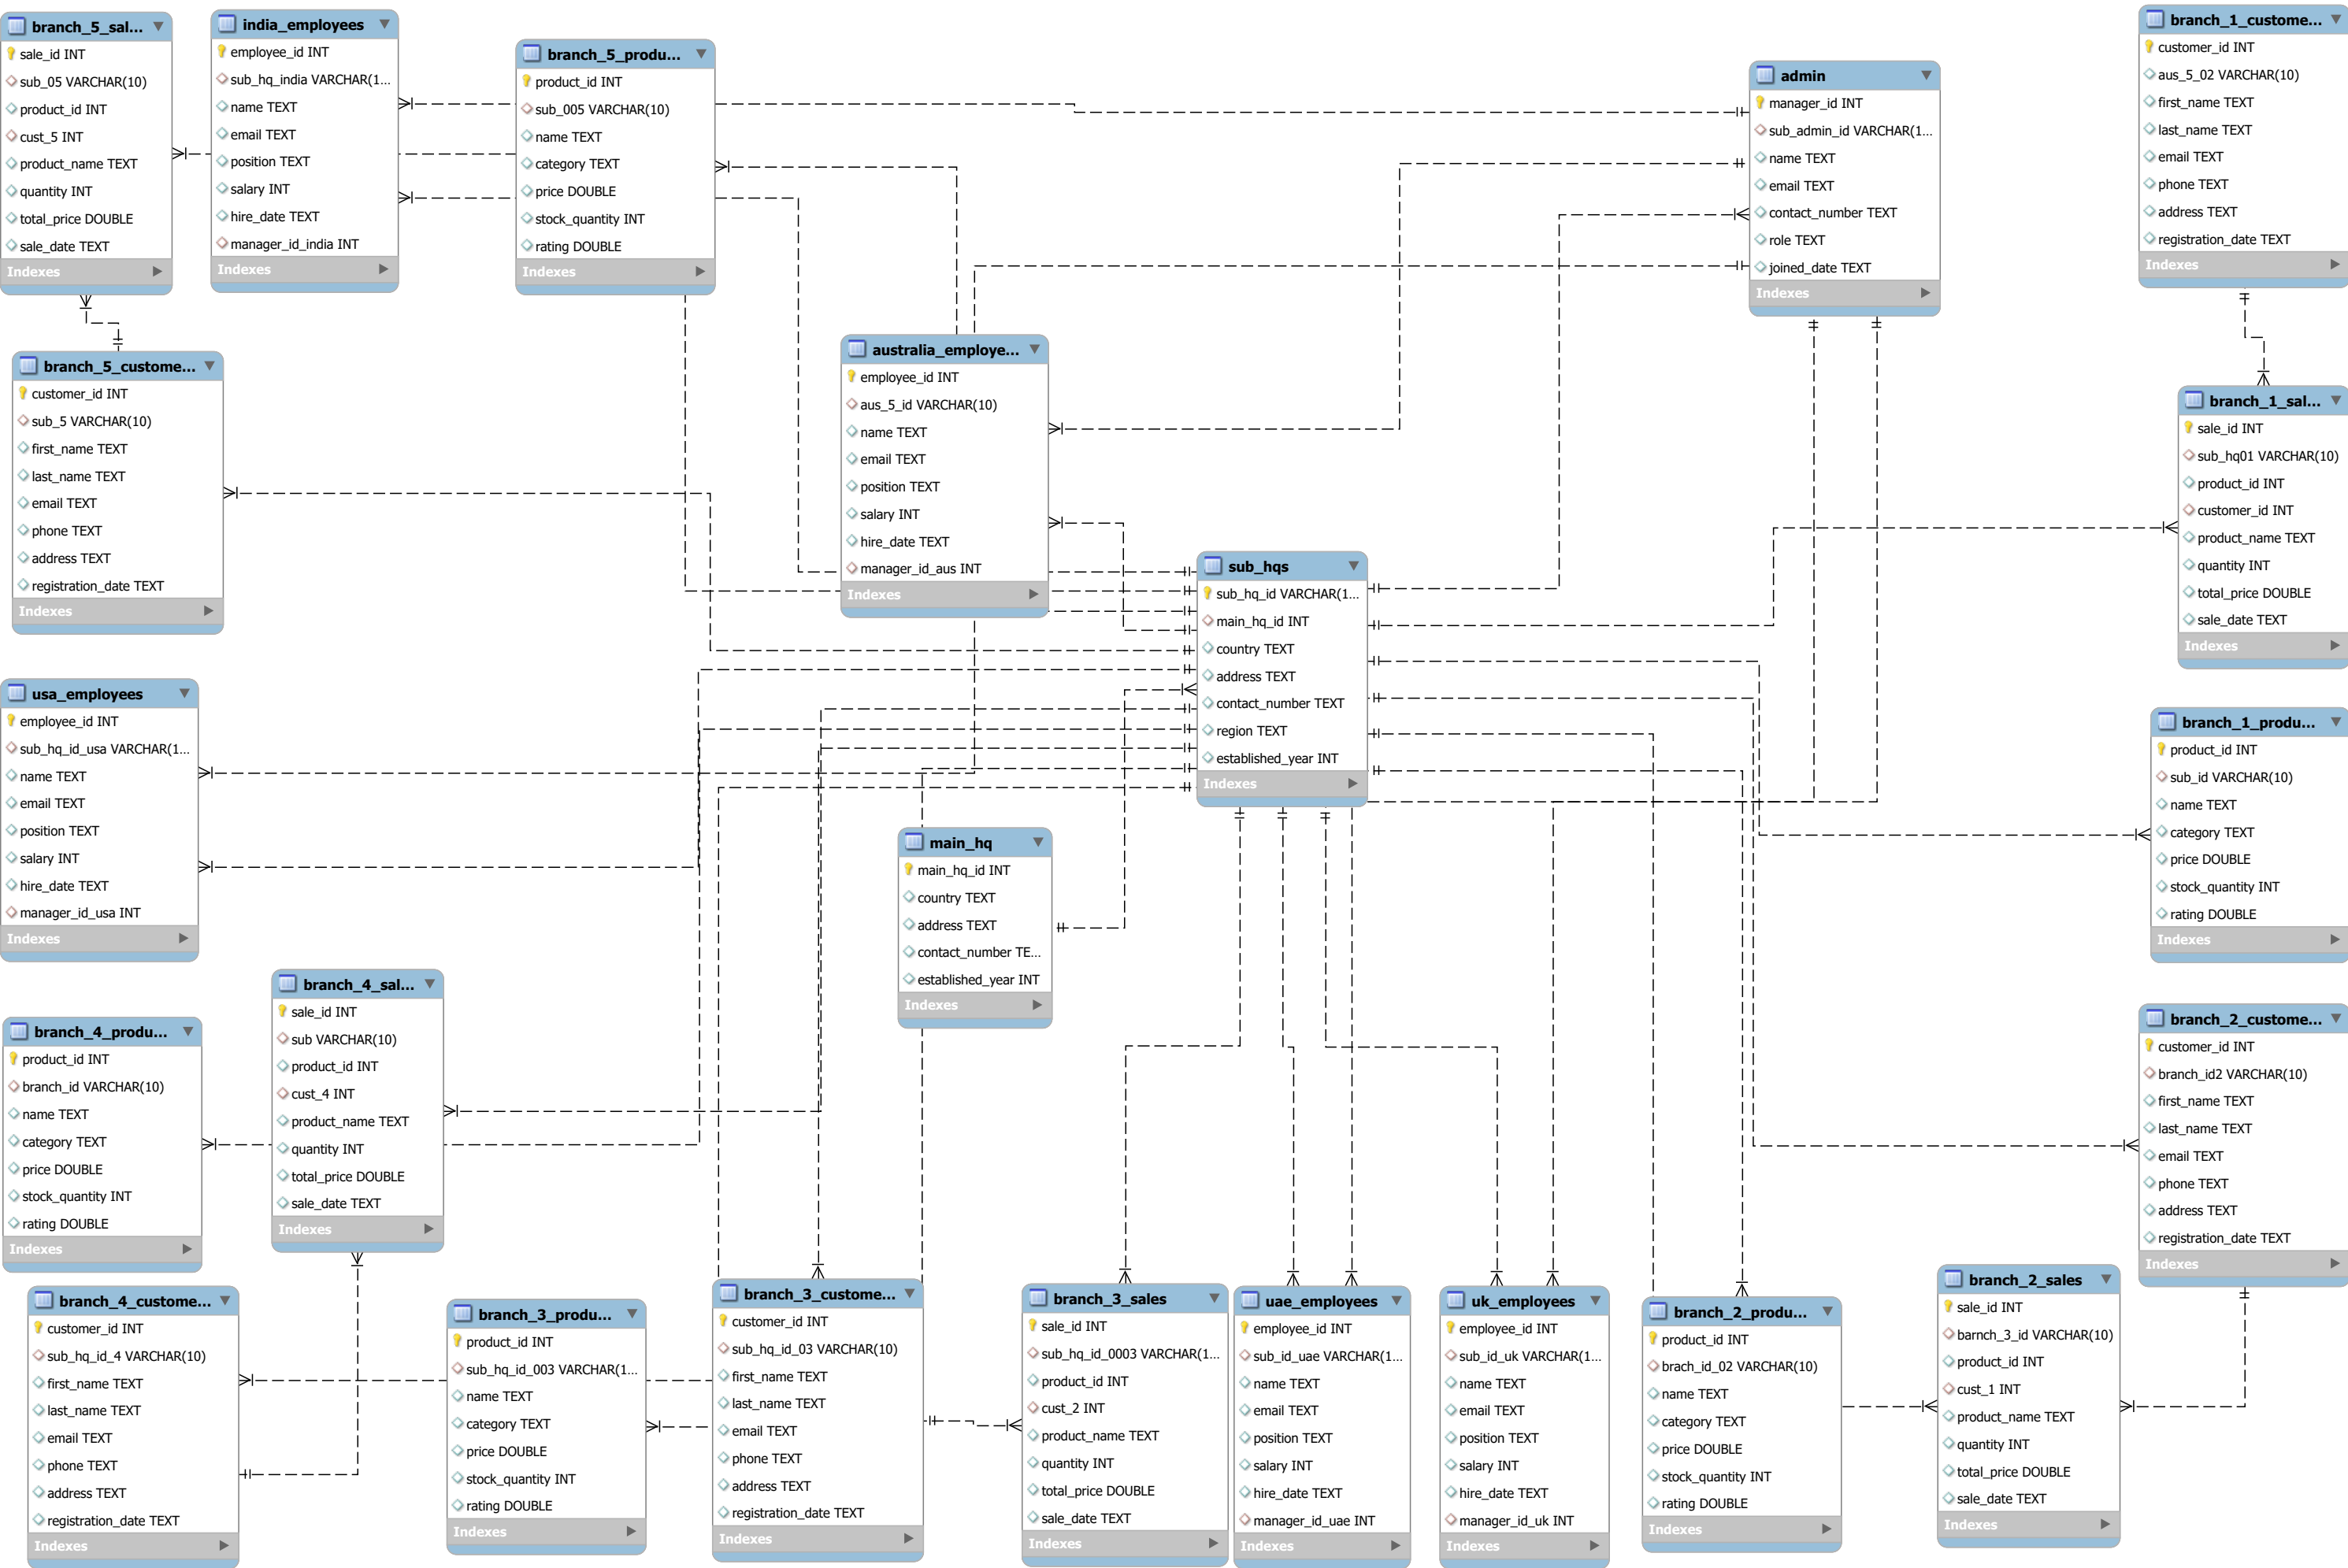 branch_5_sal...
sale_id INT
sub_05 VARCHAR(10)
product_id INT
cust_5 INT
product_name TEXT
quantity INT
total_price DOUBLE
sale_date TEXT
Indexes
india_employees
employee_id INT
sub_hq_india VARCHAR(1...
name TEXT
email TEXT
position TEXT
salary INT
hire_date TEXT
manager_id_india INT
Indexes
branch_5_produ...
product_id INT
sub_005 VARCHAR(10)
name TEXT
category TEXT
price DOUBLE
stock_quantity INT
rating DOUBLE
Indexes
admin
manager_id INT
sub_admin_id VARCHAR(1...
name TEXT
email TEXT
contact_number TEXT
role TEXT
joined_date TEXT
Indexes
branch_1_custome...
customer_id INT
aus_5_02 VARCHAR(10)
first_name TEXT
last_name TEXT
email TEXT
phone TEXT
address TEXT
registration_date TEXT
Indexes
branch_5_custome...
customer_id INT
sub_5 VARCHAR(10)
first_name TEXT
last_name TEXT
email TEXT
phone TEXT
address TEXT
registration_date TEXT
Indexes
australia_employe...
employee_id INT
aus_5_id VARCHAR(10)
name TEXT
email TEXT
position TEXT
salary INT
hire_date TEXT
manager_id_aus INT
Indexes
branch_1_sal...
sale_id INT
sub_hq01 VARCHAR(10)
product_id INT
customer_id INT
product_name TEXT
quantity INT
total_price DOUBLE
sale_date TEXT
Indexes
sub_hqs
sub_hq_id VARCHAR(1...
main_hq_id INT
country TEXT
address TEXT
contact_number TEXT
region TEXT
established_year INT
Indexes
usa_employees
employee_id INT
sub_hq_id_usa VARCHAR(1...
name TEXT
email TEXT
position TEXT
salary INT
hire_date TEXT
manager_id_usa INT
Indexes
branch_1_produ...
product_id INT
sub_id VARCHAR(10)
name TEXT
category TEXT
price DOUBLE
stock_quantity INT
rating DOUBLE
Indexes
main_hq
main_hq_id INT
country TEXT
address TEXT
contact_number TE...
established_year INT
Indexes
branch_4_sal...
sale_id INT
sub VARCHAR(10)
product_id INT
cust_4 INT
product_name TEXT
quantity INT
total_price DOUBLE
sale_date TEXT
Indexes
branch_4_produ...
product_id INT
branch_id VARCHAR(10)
name TEXT
category TEXT
price DOUBLE
stock_quantity INT
rating DOUBLE
Indexes
branch_2_custome...
customer_id INT
branch_id2 VARCHAR(10)
first_name TEXT
last_name TEXT
email TEXT
phone TEXT
address TEXT
registration_date TEXT
Indexes
branch_4_custome...
customer_id INT
sub_hq_id_4 VARCHAR(10)
first_name TEXT
last_name TEXT
email TEXT
phone TEXT
address TEXT
registration_date TEXT
Indexes
branch_3_produ...
product_id INT
sub_hq_id_003 VARCHAR(1...
name TEXT
category TEXT
price DOUBLE
stock_quantity INT
rating DOUBLE
Indexes
branch_3_custome...
customer_id INT
sub_hq_id_03 VARCHAR(10)
first_name TEXT
last_name TEXT
email TEXT
phone TEXT
address TEXT
registration_date TEXT
Indexes
branch_3_sales
sale_id INT
sub_hq_id_0003 VARCHAR(1...
product_id INT
cust_2 INT
product_name TEXT
quantity INT
total_price DOUBLE
sale_date TEXT
Indexes
uae_employees
employee_id INT
sub_id_uae VARCHAR(1...
name TEXT
email TEXT
position TEXT
salary INT
hire_date TEXT
manager_id_uae INT
Indexes
uk_employees
employee_id INT
sub_id_uk VARCHAR(1...
name TEXT
email TEXT
position TEXT
salary INT
hire_date TEXT
manager_id_uk INT
Indexes
branch_2_produ...
product_id INT
brach_id_02 VARCHAR(10)
name TEXT
category TEXT
price DOUBLE
stock_quantity INT
rating DOUBLE
Indexes
branch_2_sales
sale_id INT
barnch_3_id VARCHAR(10)
product_id INT
cust_1 INT
product_name TEXT
quantity INT
total_price DOUBLE
sale_date TEXT
Indexes